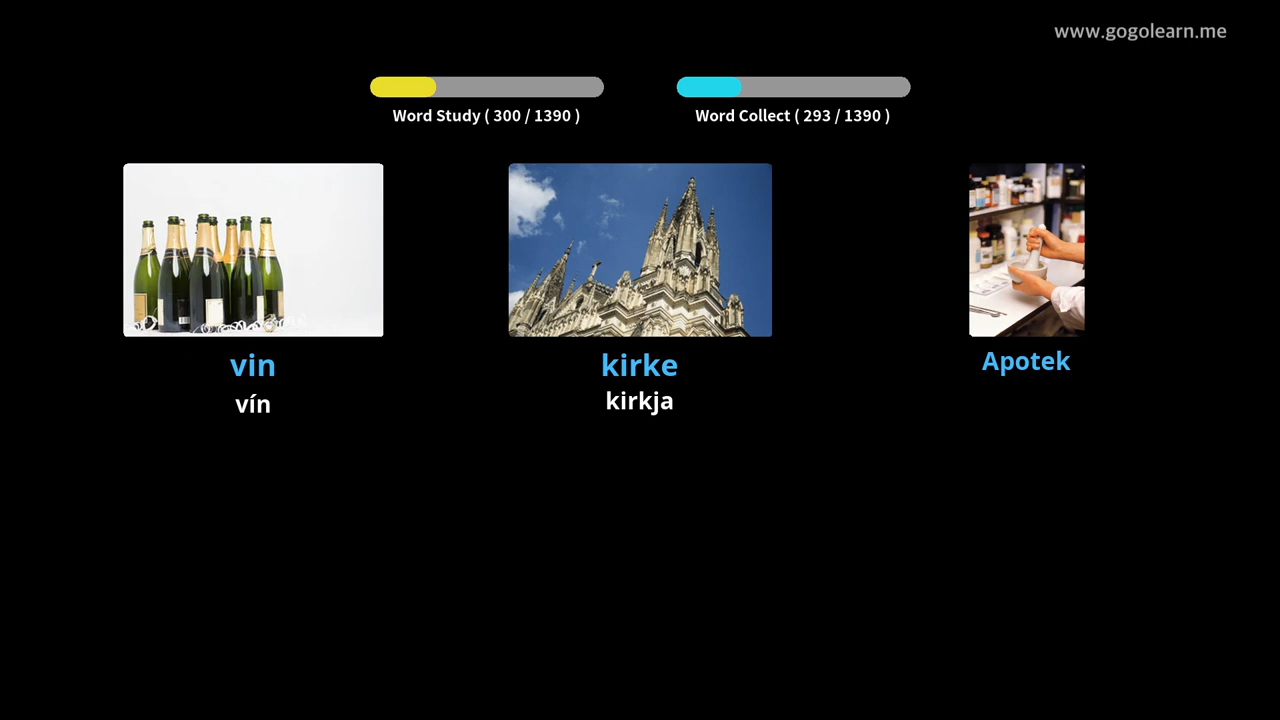 www.gogolearn.me
Word Study ( 300 / 1390 )
Word Collect ( 293 / 1390 )
vin
vín
kirke
kirkja
Apotek